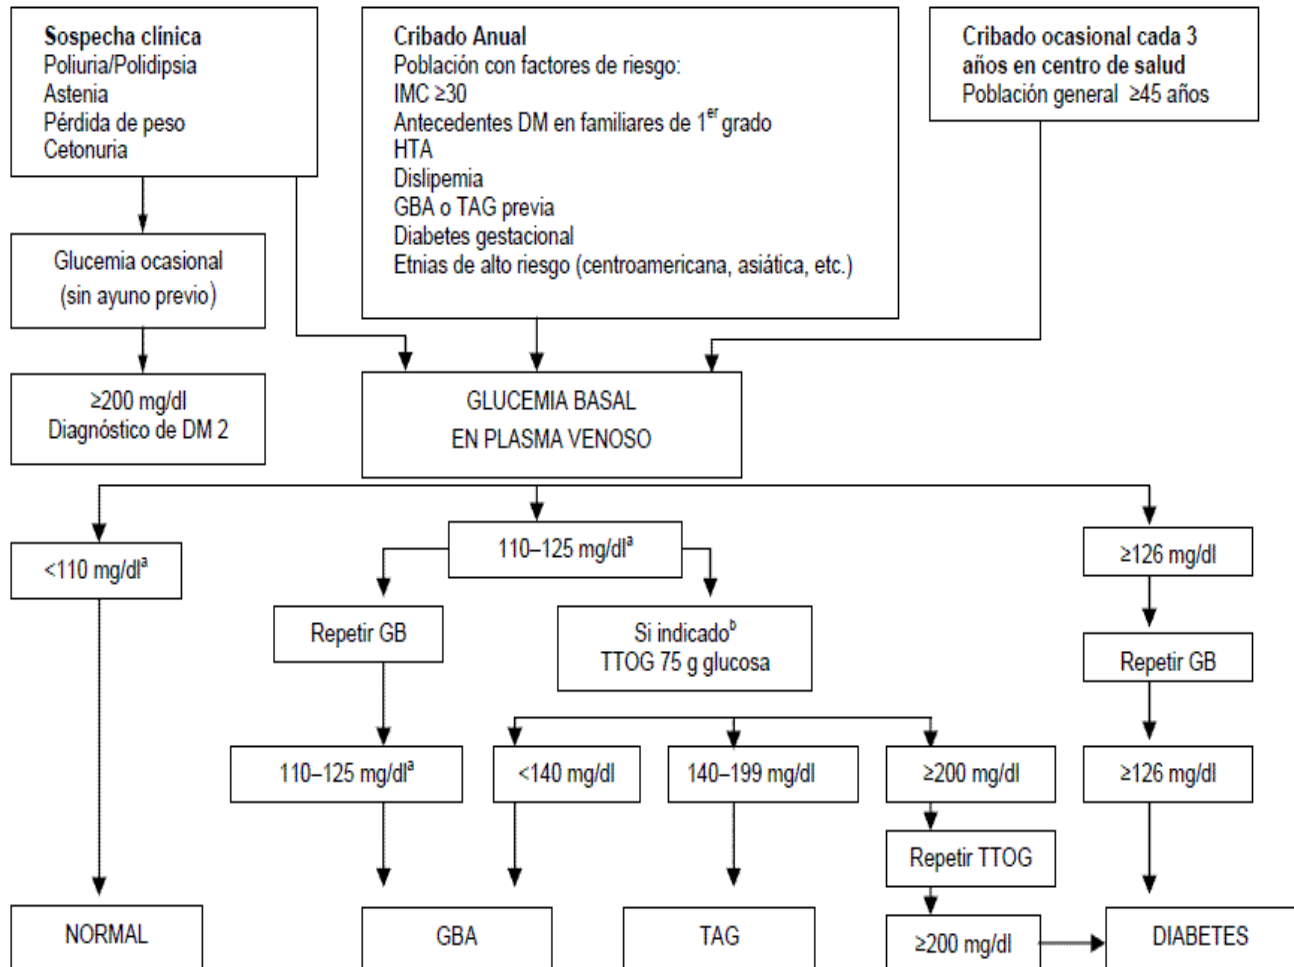 Sospecha clínica
Poliuria/Polidipsia
Astenia
Pérdida de peso
Cetonuria
Cribado Anual
Población con factores de riesgo:
IMC ≥30
Antecedentes DM en familiares de 1er grado
HTA
Dislipemia
GBA o TAG previa
Diabetes gestacional
Etnias de alto riesgo (centroamericana, asiática, etc.)
Cribado ocasional cada 3
años en centro de salud
Población general ≥45 años
Glucemia ocasional
(sin ayuno previo)
≥200 mg/dl
Diagnóstico de DM 2
GLUCEMIA BASAL
EN PLASMA VENOSO
<110 mg/dla
110–125 mg/dla
≥126 mg/dl
Repetir GB
Si indicadob
TTOG 75 g glucosa
Repetir GB
110–125 mg/dla
<140 mg/dl
140–199 mg/dl
≥200 mg/dl
≥126 mg/dl
Repetir TTOG
NORMAL
GBA
TAG
≥200 mg/dl
DIABETES